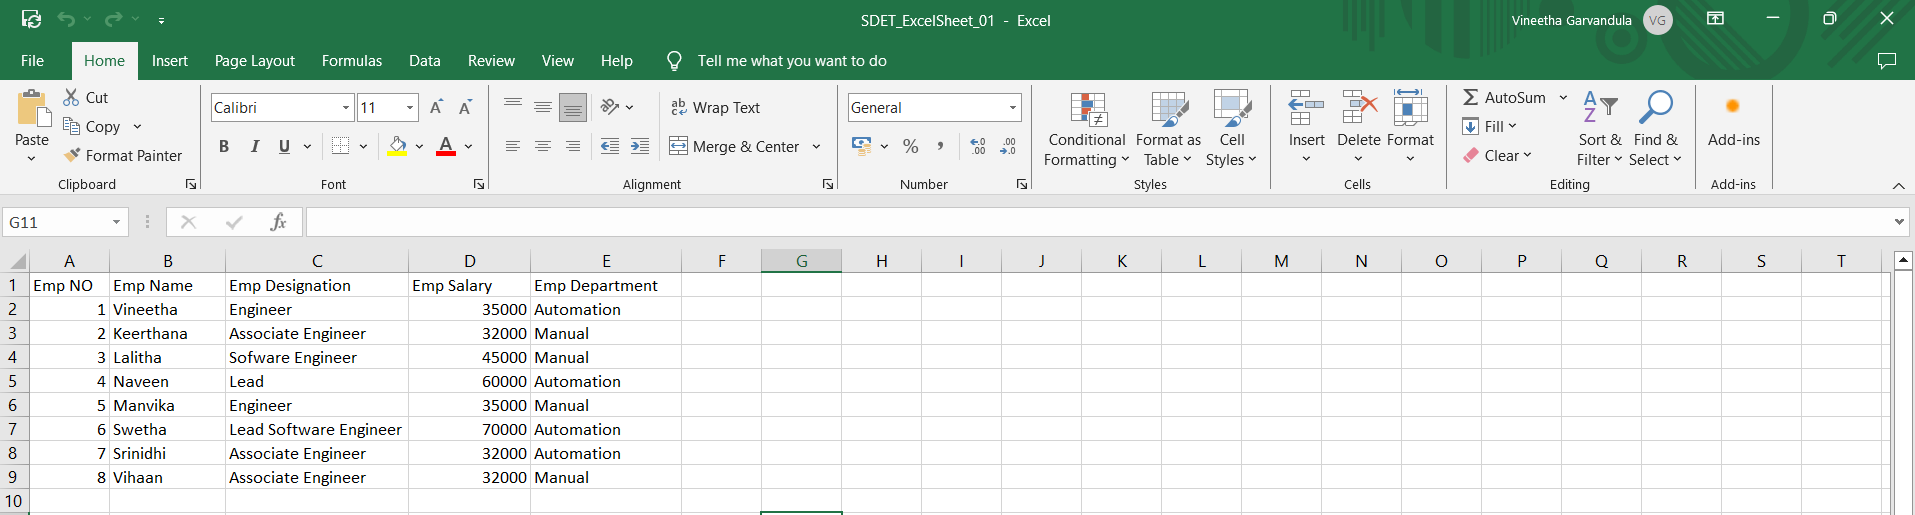 SDET_ExcelSheet_01 - Excel
Vineetha Garvandula VG
File Home Insert Page Layout Formulas Data Review View Help Tell me what you want to do
Paste
Cut
Copy
Format Painter
Clipboard
Calibri 11
A A
B I U A
Font
ab Wrap Text
Merge & Center
Alignment
General
% , .0 .00 .00 .0
Number
Conditional Formatting
Format as Table
Cell Styles
Styles
Insert Delete Format
Cells
AutoSum
Fill
Clear
Sort & Filter
Find & Select
Editing
Add-ins
Add-ins
G11 fx
A B C D E F G H I J K L M N O P Q R S T
1 Emp NO Emp Name Emp Designation Emp Salary Emp Department
2 1 Vineetha Engineer 35000 Automation
3 2 Keerthana Associate Engineer 32000 Manual
4 3 Lalitha Sofware Engineer 45000 Manual
5 4 Naveen Lead 60000 Automation
6 5 Manvika Engineer 35000 Manual
7 6 Swetha Lead Software Engineer 70000 Automation
8 7 Srinidhi Associate Engineer 32000 Automation
9 8 Vihaan Associate Engineer 32000 Manual
10